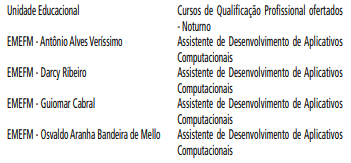 Unidade Educacional Cursos de Qualificação Profissional ofertados
- Noturno
EMEFM - Antônio Alves Veríssimo Assistente de Desenvolvimento de Aplicativos
Computacionais
EMEFM - Darcy Ribeiro Assistente de Desenvolvimento de Aplicativos
Computacionais
EMEFM - Guiomar Cabral Assistente de Desenvolvimento de Aplicativos
Computacionais
EMEFM - Osvaldo Aranha Bandeira de Mello Assistente de Desenvolvimento de Aplicativos
Computacionais